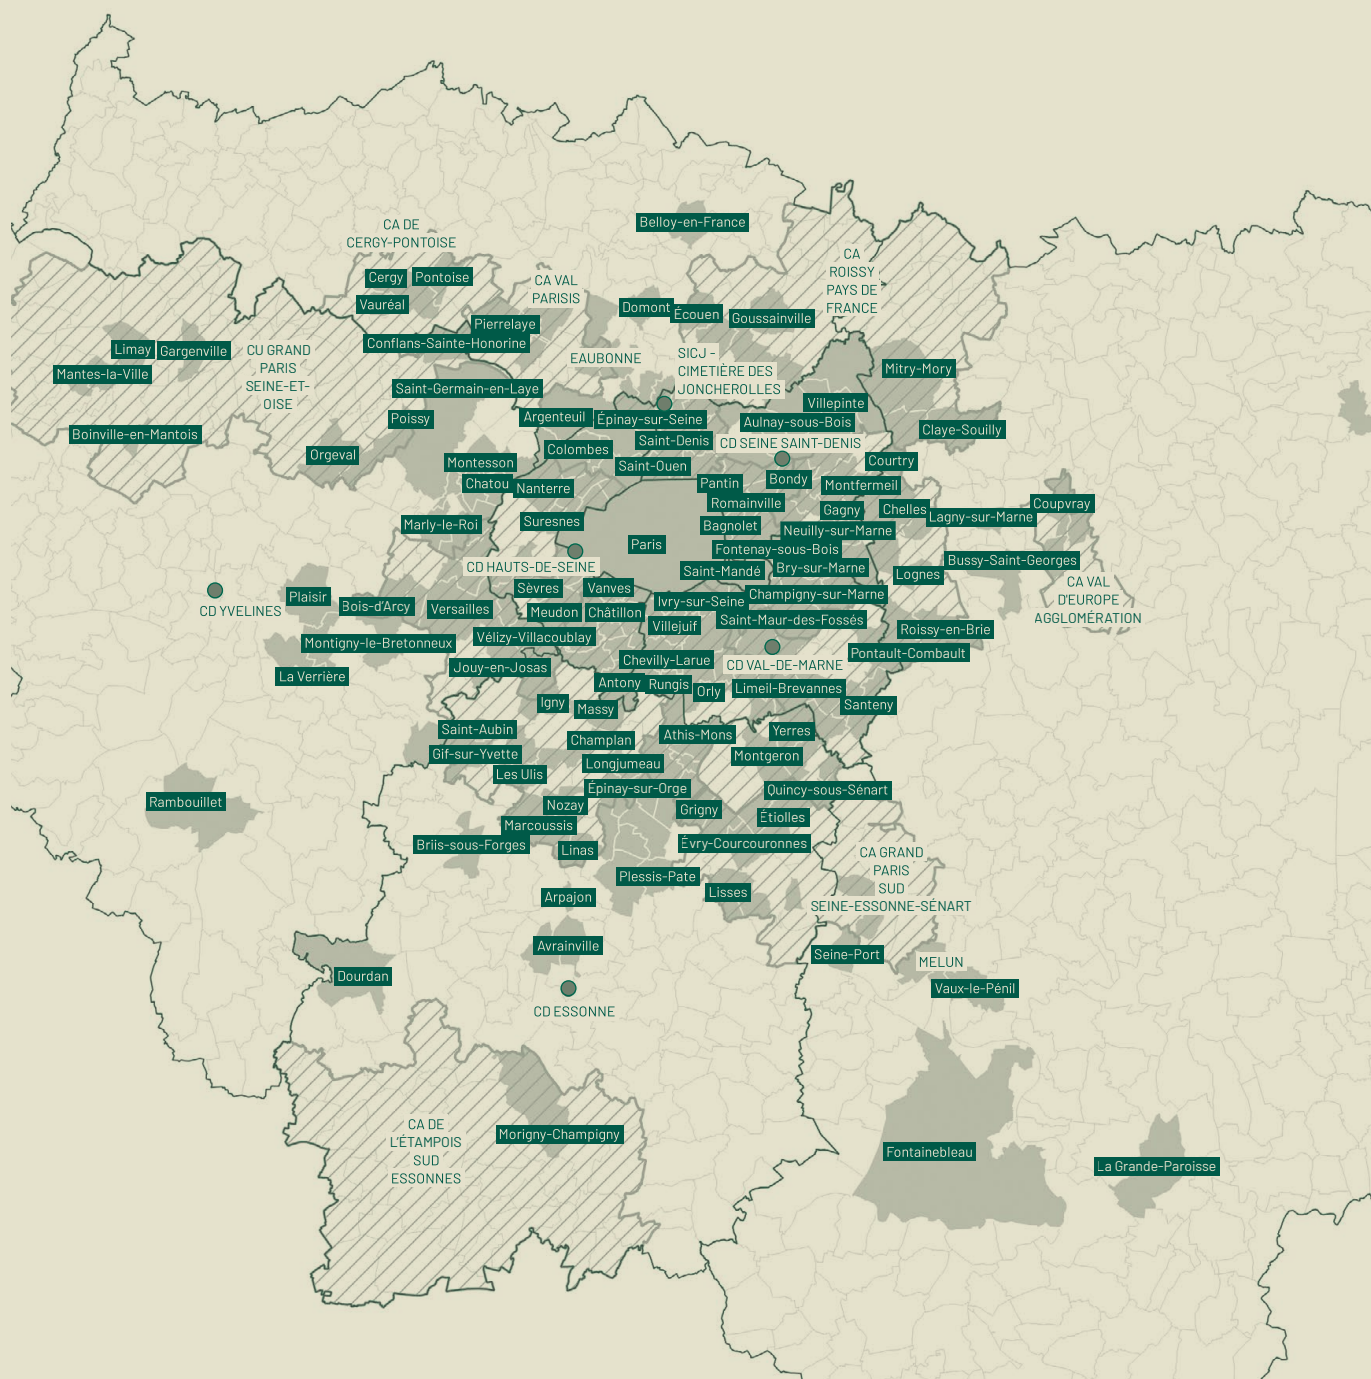 Belloy-en-France
CA DE
CERGY-PONTOISE
CA
ROISSY
PAYS DE
FRANCE
Cergy
Pontoise
CA VAL
PARISIS
Vauréal
Domont
Écouen
Goussainville
Pierrelaye
Conflans-Sainte-Honorine
Limay
Gargenville
CU GRAND
PARIS
SEINE-ET-
OISE
EAUBONNE
SICJ -
CIMETIÈRE DES
JONCHEROLLES
Mitry-Mory
Mantes-la-Ville
Saint-Germain-en-Laye
Villepinte
Poissy
Argenteuil
Épinay-sur-Seine
Aulnay-sous-Bois
Claye-Souilly
Boinville-en-Mantois
Saint-Denis
CD SEINE SAINT-DENIS
Orgeval
Colombes
Montesson
Saint-Ouen
Courtry
Chatou
Nanterre
Pantin
Bondy
Montfermeil
Romainville
Gagny
Chelles
Coupvray
Lagny-sur-Marne
Marly-le-Roi
Suresnes
Bagnolet
Neuilly-sur-Marne
Paris
Fontenay-sous-Bois
CD HAUTS-DE-SEINE
Saint-Mandé
Bry-sur-Marne
Bussy-Saint-Georges
Lognes
CA VAL
D'EUROPE
AGGLOMÉRATION
Sèvres
Vanves
Plaisir
Bois-d'Arcy
Versailles
Ivry-sur-Seine
Champigny-sur-Marne
CD YVELINES
Meudon
Châtillon
Villejuif
Saint-Maur-des-Fossés
Roissy-en-Brie
Montigny-le-Bretonneux
Vélizy-Villacoublay
Pontault-Combault
Jouy-en-Josas
Chevilly-Larue
CD VAL-DE-MARNE
La Verrière
Antony
Rungis
Orly
Limeil-Brevannes
Igny
Massy
Santeny
Saint-Aubin
Champlan
Athis-Mons
Yerres
Gif-sur-Yvette
Longjumeau
Montgeron
Les Ulis
Épinay-sur-Orge
Quincy-sous-Sénart
Rambouillet
Nozay
Grigny
Étiolles
Marcoussis
Briis-sous-Forges
Linas
Évry-Courcouronnes
CA GRAND
PARIS
SUD
SEINE-ESSONNE-SÉNART
Plessis-Pate
Lisses
Arpajon
Avrainville
Seine-Port
MELUN
Dourdan
Vaux-le-Pénil
CD ESSONNE
CA DE
L'ÉTAMPOIS
SUD
ESSONNES
Morigny-Champigny
Fontainebleau
La Grande-Paroisse